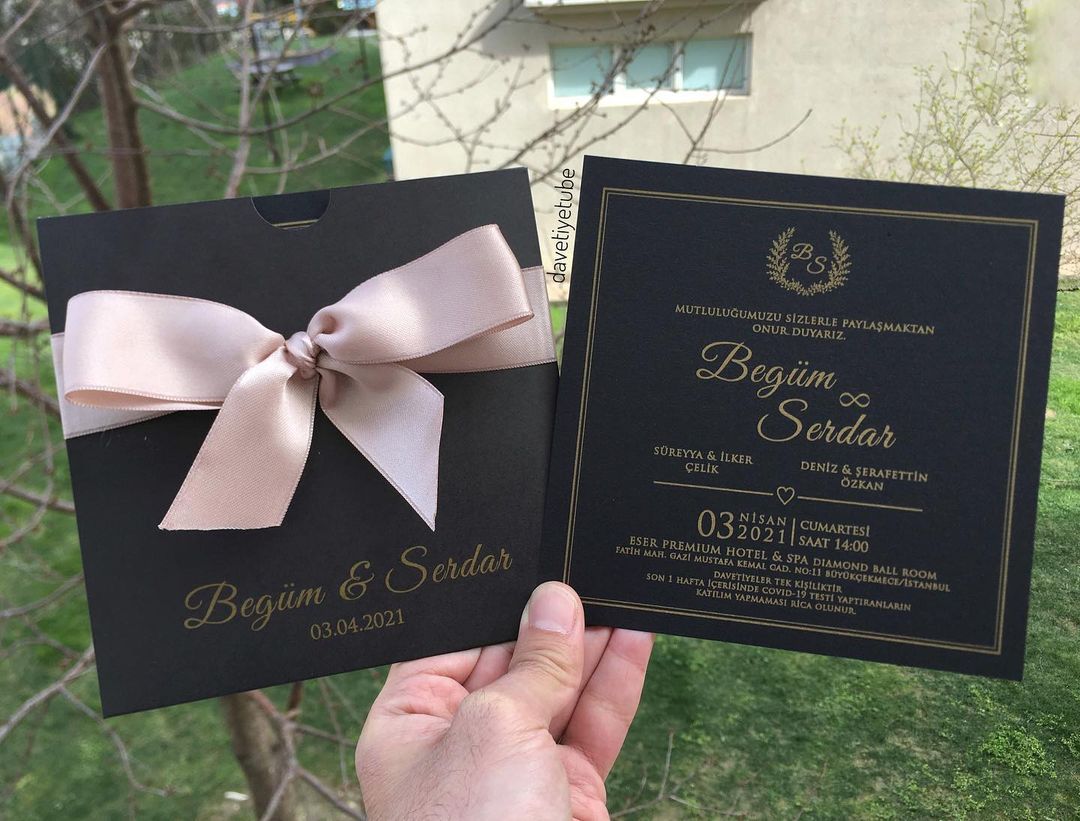 Begüm & Serdar
03.04.2021
davetiyetube
BS
MUTLULUĞUMUZU SİZLERLE PAYLAŞMAKTAN
ONUR DUYARIZ.
Begüm
∞
Serdar
SÜREYYA & İLKER
ÇELİK
DENİZ & ŞERAFETTİN
ÖZKAN
03 NİSAN 2021 | CUMARTESİ SAAT 14:00
ESER PREMIUM HOTEL & SPA DIAMOND BALL ROOM
FATİH MAH. GAZİ MUSTAFA KEMAL CAD. NO:11 BÜYÜKÇEKMECE/İSTANBUL
DAVETİYELER TEK KİŞİLİKTİR
SON 1 HAFTA İÇERİSİNDE COVID-19 TESTİ YAPTIRANLARIN
KATILIM YAPMAMASI RİCA OLUNUR.